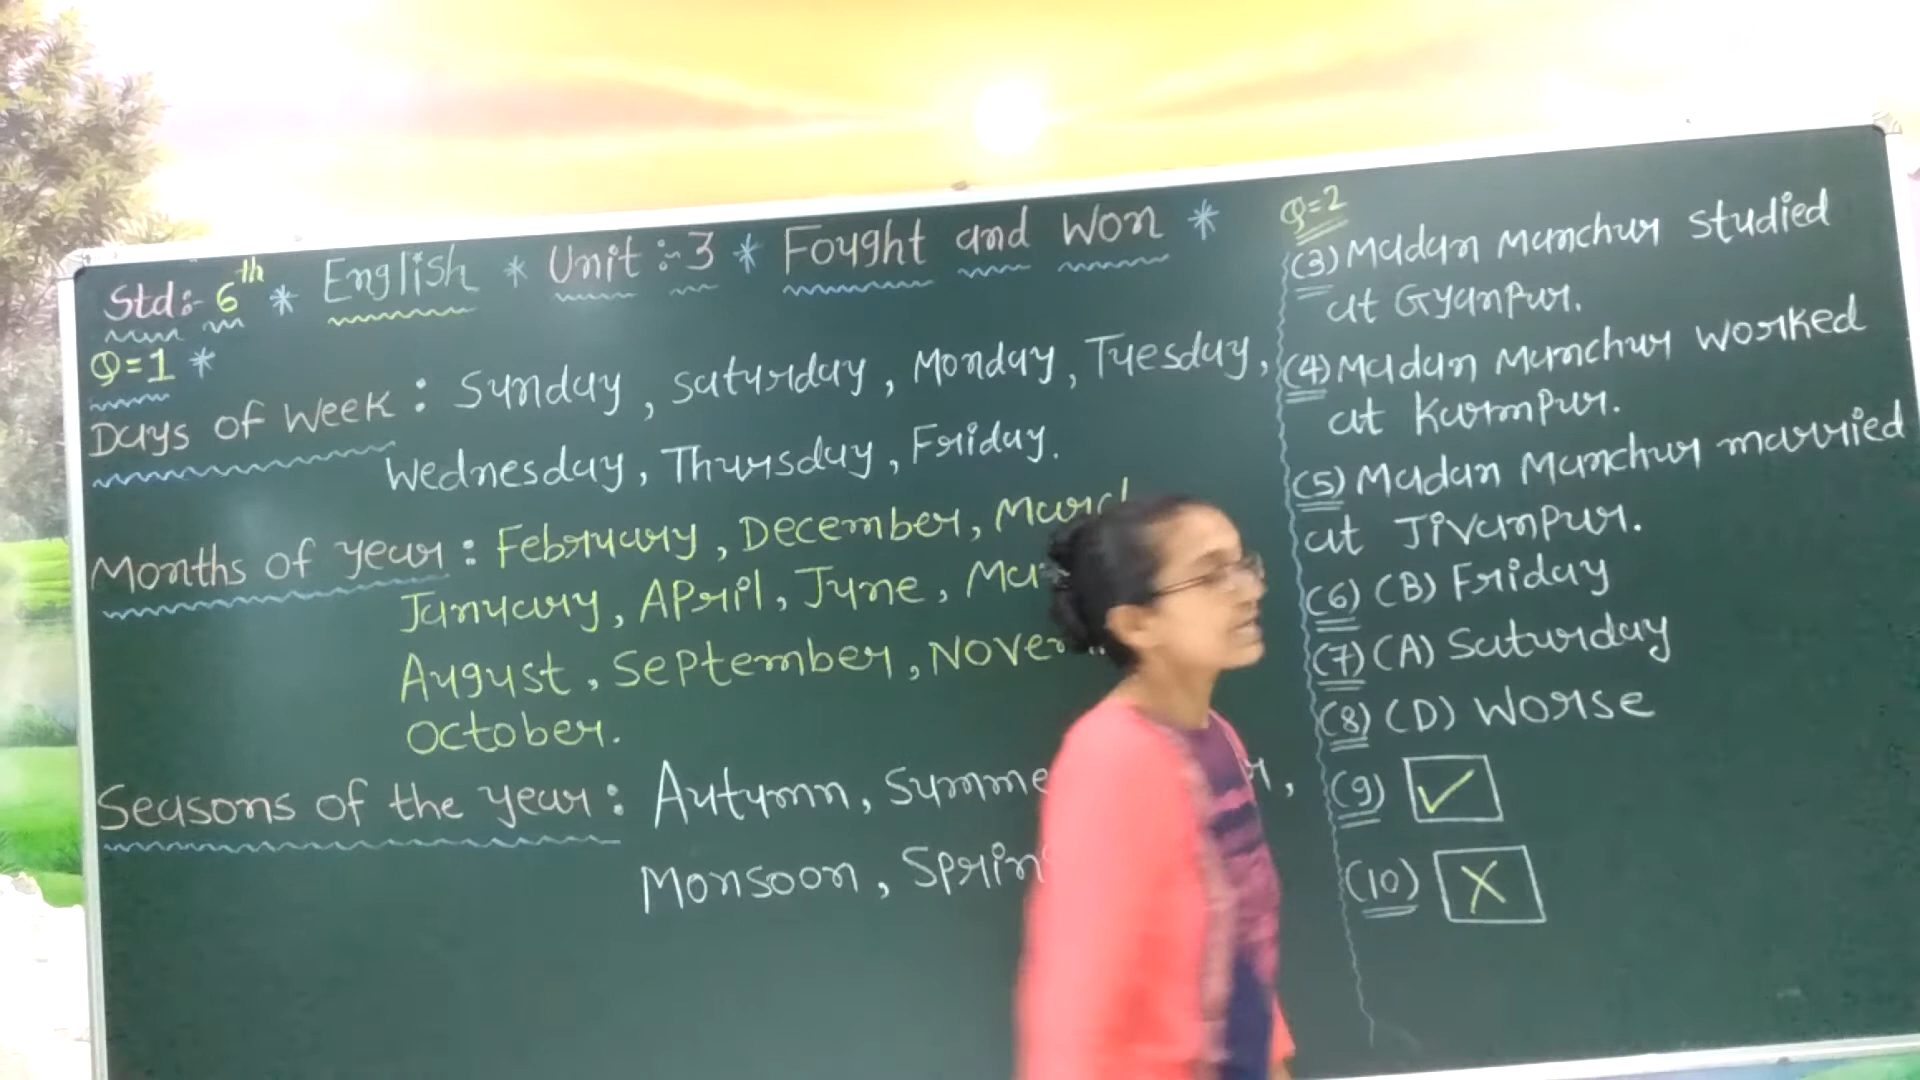 Std:- 6th * English * Unit :- 3 * Fought and Won *
Q=1 *
Days of Week : Sunday, Saturday, Monday, Tuesday,
Wednesday, Thursday, Friday.
Months of year : February, December,
January, April, June,
August, September,
October.
Seasons of the year : Autumn,
Monsoon,
Q=2
(3) Madan Manchur studied
at Gyanpur.
(4) Madan Manchur worked
at Karmpur.
(5) Madan Manchur married
at Jivanpur.
(6) (B) Friday
(7) (A) Saturday
(8) (D) Worse
(9) ✓
(10) X